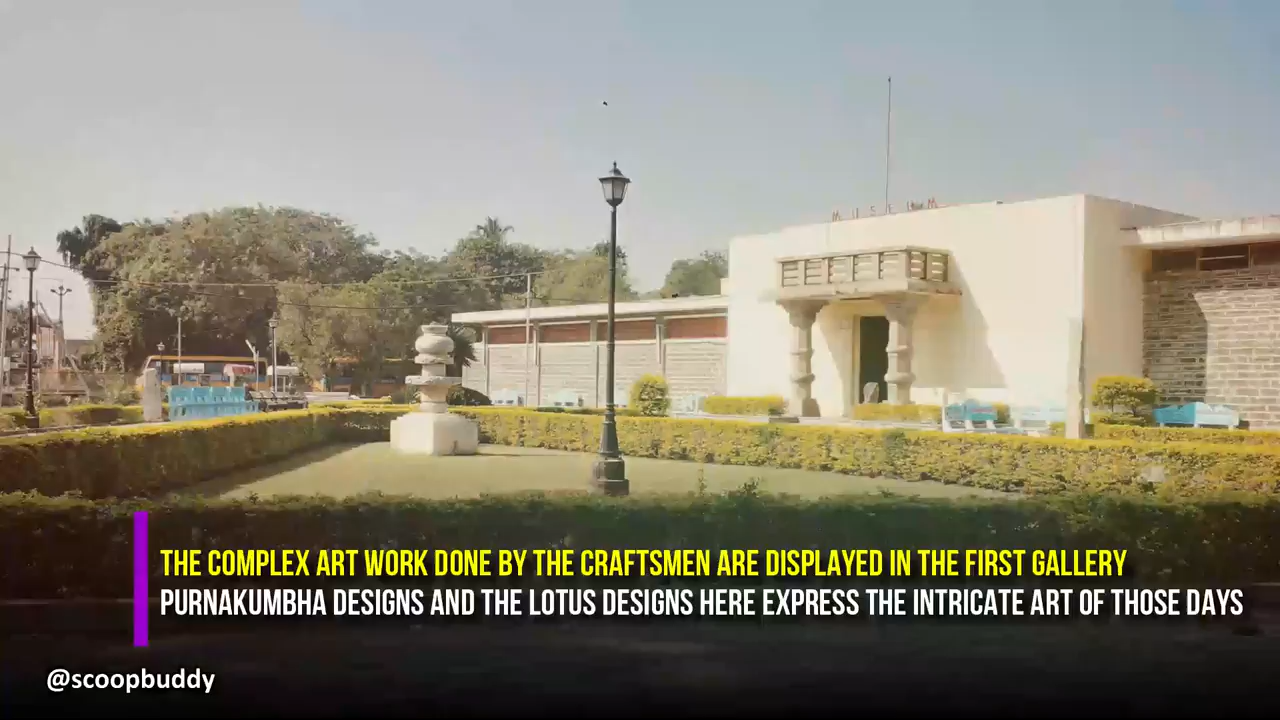 MUSEUM
THE COMPLEX ART WORK DONE BY THE CRAFTSMEN ARE DISPLAYED IN THE FIRST GALLERY
PURNAKUMBHA DESIGNS AND THE LOTUS DESIGNS HERE EXPRESS THE INTRICATE ART OF THOSE DAYS
@scoopbuddy